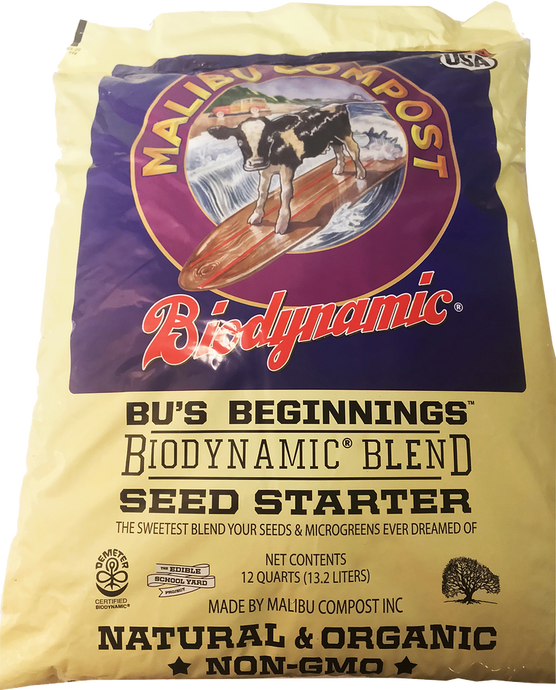 USA
MALIBU COMPOST
Biodynamic®
BU'S BEGINNINGS™
BIODYNAMIC® BLEND
SEED STARTER
THE SWEETEST BLEND YOUR SEEDS & MICROGREENS EVER DREAMED OF
DEMETER
CERTIFIED
BIODYNAMIC®
THE EDIBLE
SCHOOL YARD
PROJECT
NET CONTENTS
12 QUARTS (13.2 LITERS)
MADE BY MALIBU COMPOST INC
NATURAL & ORGANIC
NON-GMO